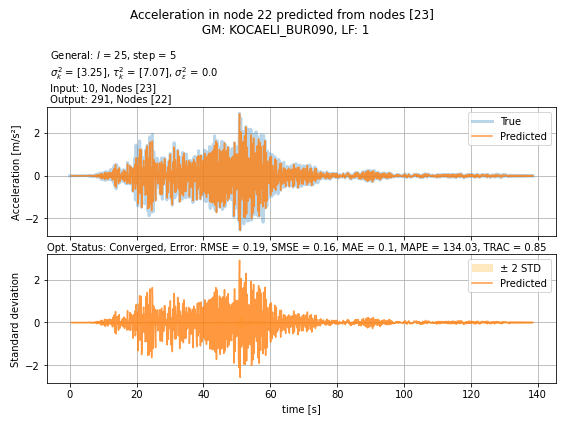 Acceleration in node 22 predicted from nodes [23]
GM: KOCAELI_BUR090, LF: 1
General: l = 25, step = 5
σ²ₖ = [3.25], τ²ₖ = [7.07], σ²ε = 0.0
Input: 10, Nodes [23]
Output: 291, Nodes [22]
True
Predicted
Acceleration [m/s²]
2
0
−2
Opt. Status: Converged, Error: RMSE = 0.19, SMSE = 0.16, MAE = 0.1, MAPE = 134.03, TRAC = 0.85
± 2 STD
Predicted
Standard deviation
2
0
−2
0 20 40 60 80 100 120 140
time [s]